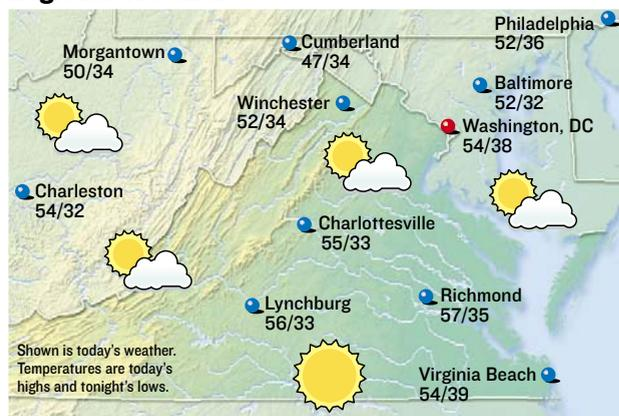 Philadelphia
52/36
Morgantown
50/34
Cumberland
47/34
Baltimore
52/32
Winchester
52/34
Washington, DC
54/38
Charleston
54/32
Charlottesville
55/33
Lynchburg
56/33
Richmond
57/35
Shown is today's weather.
Temperatures are today's
highs and tonight's lows.
Virginia Beach
54/39